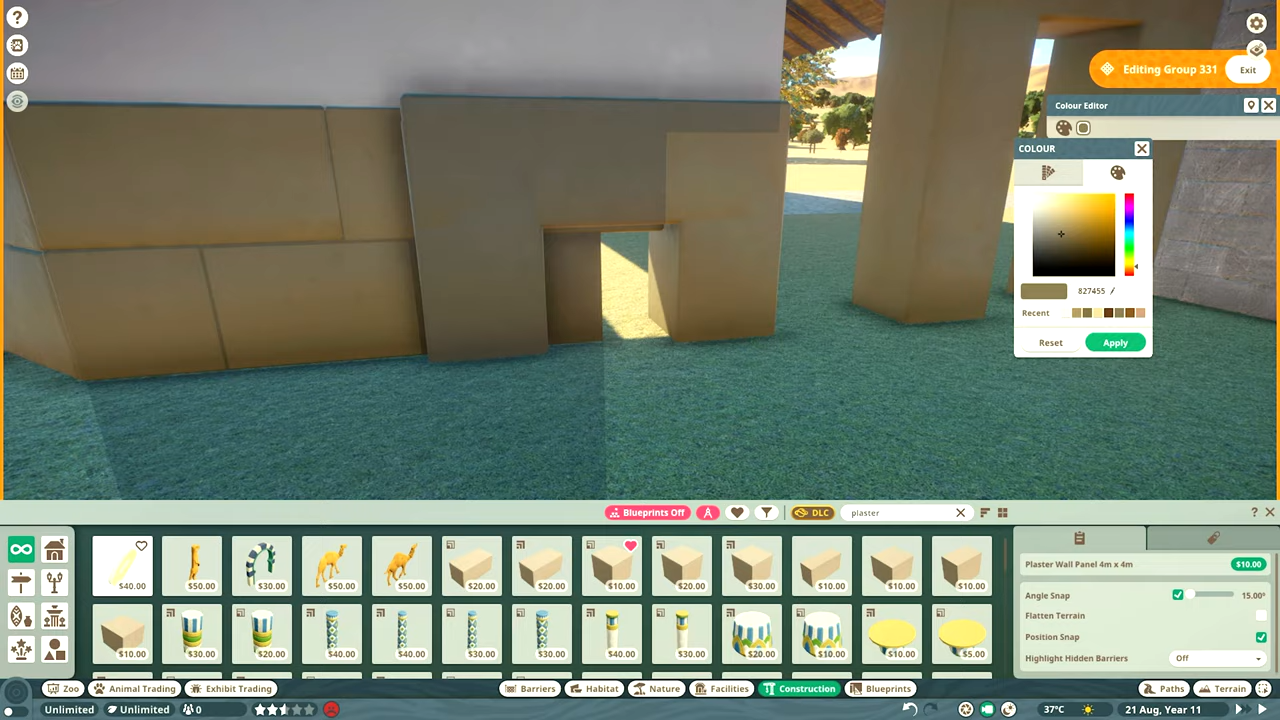 ?
Editing Group 331 Exit
Colour Editor
COLOUR
827455
Recent
Reset Apply
Blueprints Off DLC plaster ?
$40.00 $50.00 $30.00 $50.00 $50.00 $20.00 $20.00 $10.00 $20.00 $30.00 $10.00 $10.00 $10.00
$10.00 $30.00 $20.00 $40.00 $40.00 $30.00 $30.00 $40.00 $30.00 $20.00 $10.00 $10.00 $5.00
Plaster Wall Panel 4m x 4m $10.00
Angle Snap 15.00°
Flatten Terrain
Position Snap
Highlight Hidden Barriers Off
Zoo Animal Trading Exhibit Trading Barriers Habitat Nature Facilities Construction Blueprints Paths Terrain
Unlimited Unlimited 0 37°C 21 Aug, Year 11